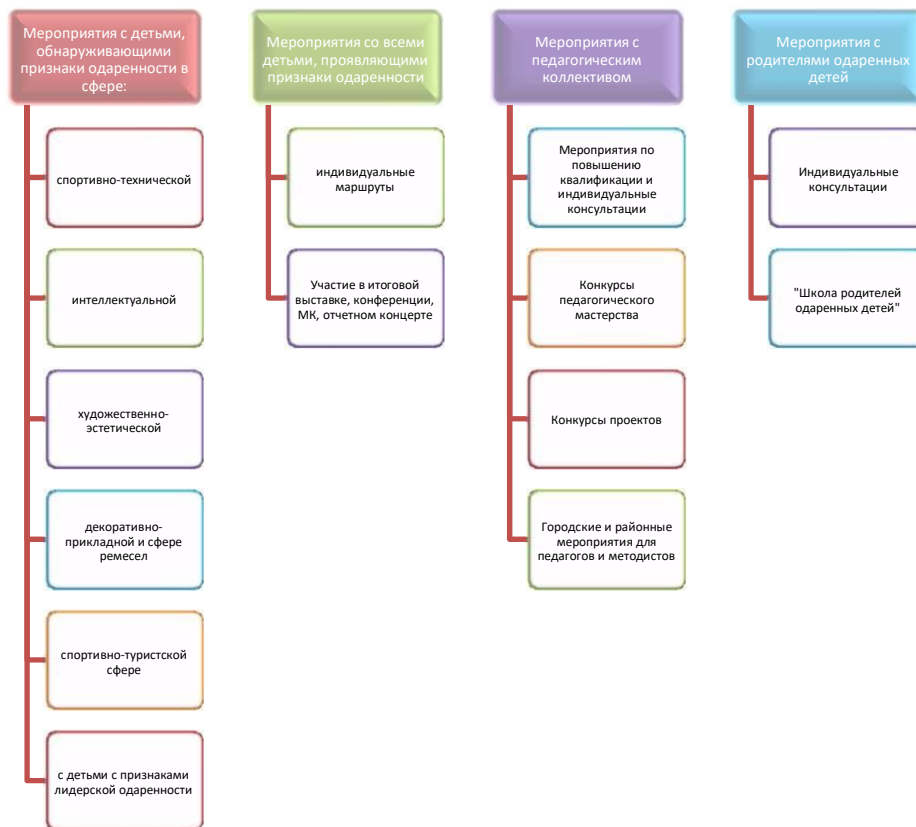 Мероприятия с детьми,
обнаруживающими
признаки одаренности в
сфере:
спортивно-технической
интеллектуальной
художественно-
эстетической
декоративно-
прикладной и сфере
ремесел
спортивно-туристской
сфере
с детьми с признаками
лидерской одаренности
Мероприятия со всеми
детьми, проявляющими
признаки одаренности
индивидуальные
маршруты
Участие в итоговой
выставке, конференции,
МК, отчетном концерте
Мероприятия с
педагогическим
коллективом
Мероприятия по
повышению
квалификации и
индивидуальные
консультации
Конкурсы
педагогического
мастерства
Конкурсы проектов
Городские и районные
мероприятия для
педагогов и методистов
Мероприятия с
родителями одаренных
детей
Индивидуальные
консультации
"Школа родителей
одаренных детей"